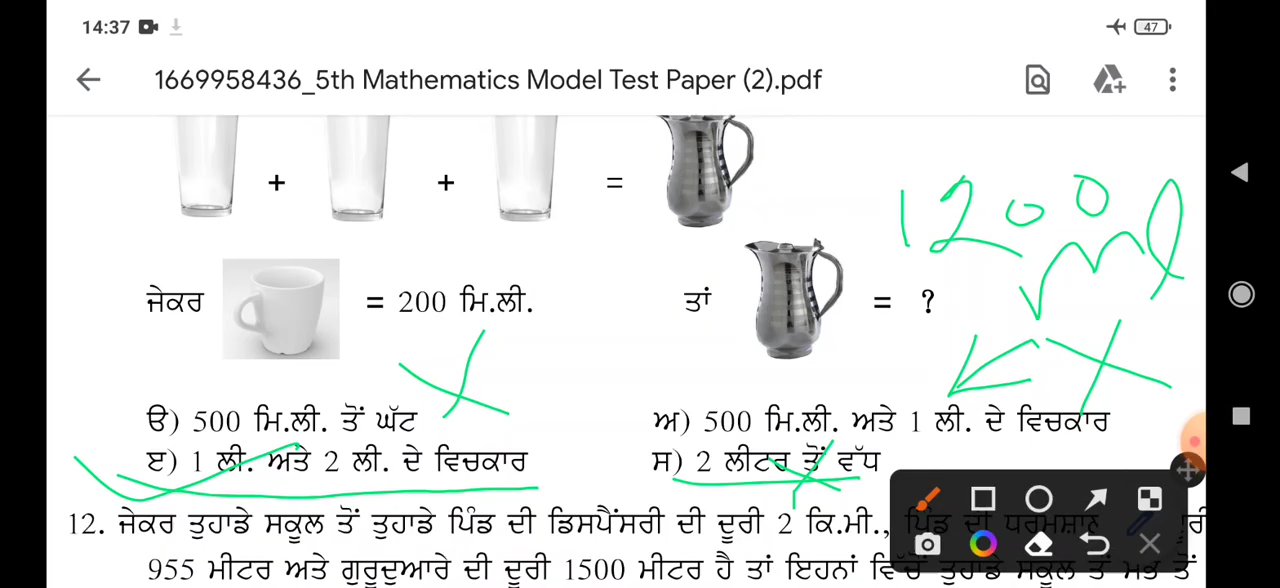 14:37 47
1669958436_5th Mathematics Model Test Paper (2).pdf
+ + =
1200
ml
ਜੇਕਰ = 200 ਮਿ.ਲੀ. ਤਾਂ = ?
ੳ) 500 ਮਿ.ਲੀ. ਤੋਂ ਘੱਟ ਅ) 500 ਮਿ.ਲੀ. ਅਤੇ 1 ਲੀ. ਦੇ ਵਿਚਕਾਰ
ੲ) 1 ਲੀ. ਅਤੇ 2 ਲੀ. ਦੇ ਵਿਚਕਾਰ ਸ) 2 ਲੀਟਰ ਤੋਂ ਵੱਧ
12. ਜੇਕਰ ਤੁਹਾਡੇ ਸਕੂਲ ਤੋਂ ਤੁਹਾਡੇ ਪਿੰਡ ਦੀ ਡਿਸਪੈਂਸਰੀ ਦੀ ਦੂਰੀ 2 ਕਿ.ਮੀ., ਪਿੰਡ ਦੀ
955 ਮੀਟਰ ਅਤੇ ਗੁਰੂਦੁਆਰੇ ਦੀ ਦੂਰੀ 1500 ਮੀਟਰ ਹੈ ਤਾਂ ਇਹਨਾਂ ਵਿੱਚੋਂ ਤੁਹਾਡੇ ਸਕੂਲ ਤੋਂ ਤੋਂ